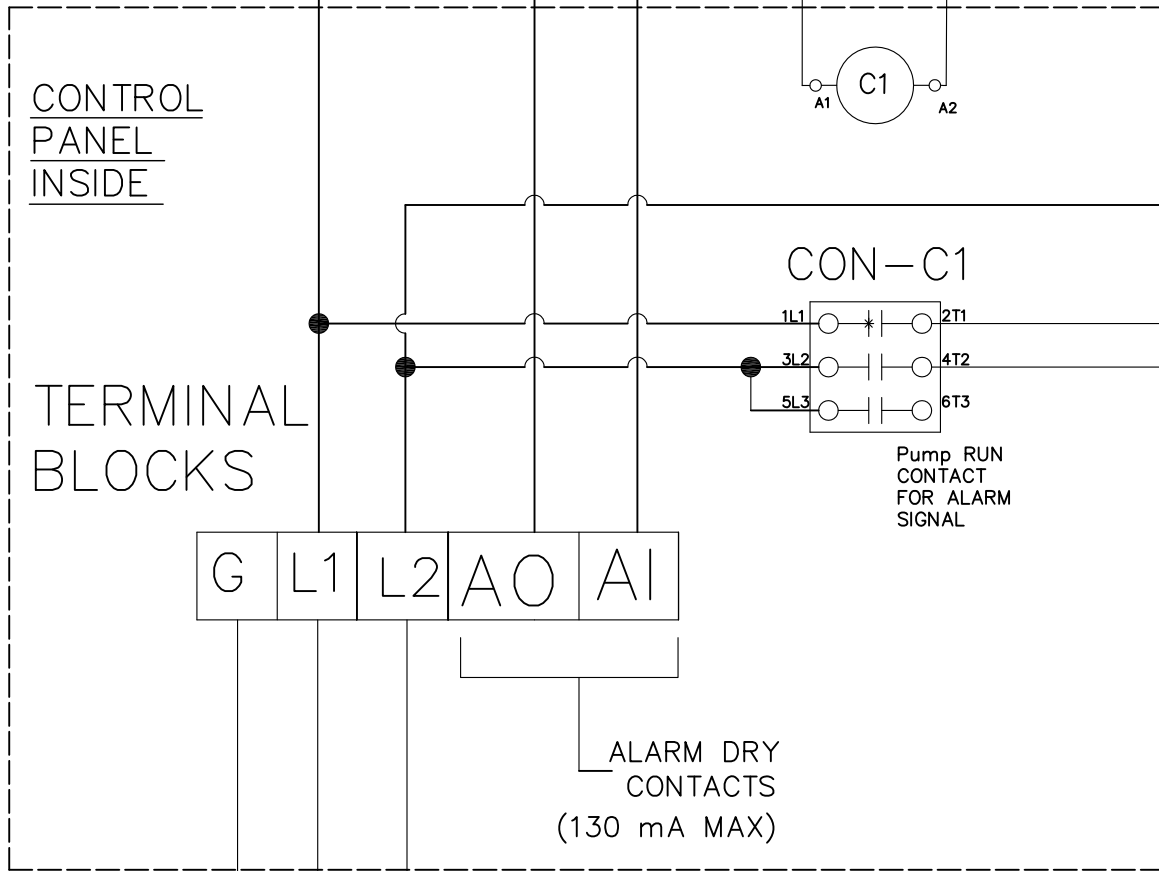 CONTROL
PANEL
INSIDE
C1
A1
A2
CON-C1
1L1
2T1
3L2
4T2
5L3
6T3
Pump RUN
CONTACT
FOR ALARM
SIGNAL
TERMINAL
BLOCKS
G L1 L2 AO AI
ALARM DRY
CONTACTS
(130 mA MAX)